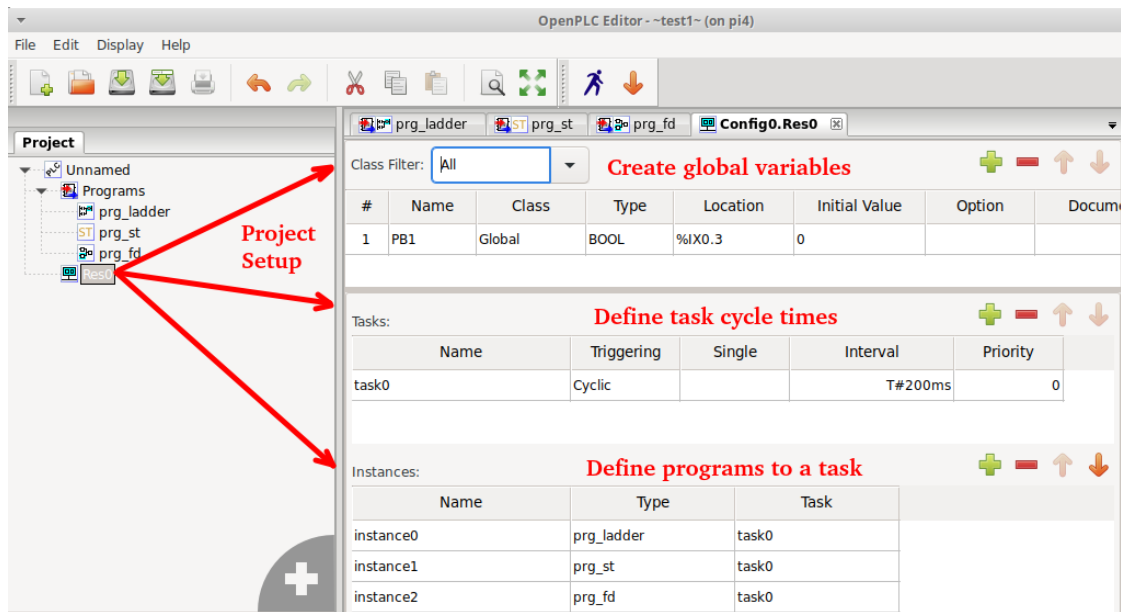 OpenPLC Editor - ~test1~ (on pi4)
File Edit Display Help
prg_ladder ST prg_st prg_fd Config0.Res0
Project
Class Filter: All Create global variables
Unnamed
Programs
prg_ladder
ST prg_st
prg_fd
Res0
Project
Setup
# Name Class Type Location Initial Value Option Docume
1 PB1 Global BOOL %IX0.3 0
Tasks: Define task cycle times
Name Triggering Single Interval Priority
task0 Cyclic T#200ms 0
Instances: Define programs to a task
Name Type Task
instance0 prg_ladder task0
instance1 prg_st task0
instance2 prg_fd task0